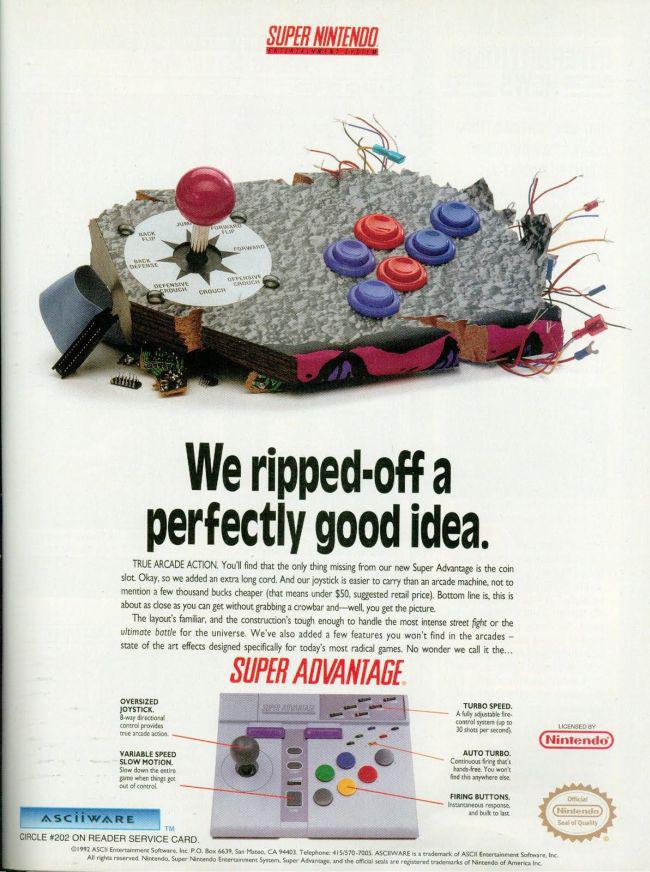 SUPER NINTENDO
ENTERTAINMENT SYSTEM
JUMP
FORWARD
FLIP
FORWARD
OFFENSIVE
CROUCH
CROUCH
DEFENSIVE
CROUCH
BACK
DEFENSE
BACK
FLIP
We ripped-off a
perfectly good idea.
TRUE ARCADE ACTION. You'll find that the only thing missing from our new Super Advantage is the coin
slot. Okay, so we added an extra long cord. And our joystick is easier to carry than an arcade machine, not to
mention a few thousand bucks cheaper (that means under $50, suggested retail price). Bottom line is, this is
about as close as you can get without grabbing a crowbar and—well, you get the picture.
The layout's familiar, and the construction's tough enough to handle the most intense street fight or the
ultimate battle for the universe. We've also added a few features you won't find in the arcades –
state of the art effects designed specifically for today's most radical games. No wonder we call it the...
SUPER ADVANTAGE®
OVERSIZED
JOYSTICK.
8-way directional
control provides
true arcade action.
VARIABLE SPEED
SLOW MOTION.
Slow down the entire
game when things get
out of control.
SUPER ADVANTAGE
TURBO SPEED.
A fully adjustable fire-
control system (up to
30 shots per second).
AUTO TURBO.
Continuous firing that's
hands-free. You won't
find this anywhere else.
FIRING BUTTONS.
Instantaneous response,
and built to last.
LICENSED BY
Nintendo®
Official
Nintendo
Seal of Quality
ASCIIWARE™
CIRCLE #202 ON READER SERVICE CARD.
©1992 ASCII Entertainment Software, Inc. P.O. Box 6639, San Mateo, CA 94403. Telephone: 415/570-7005. ASCIIWARE is a trademark of ASCII Entertainment Software, Inc.
All rights reserved. Nintendo, Super Nintendo Entertainment System, Super Advantage, and the official seals are registered trademarks of Nintendo of America Inc.